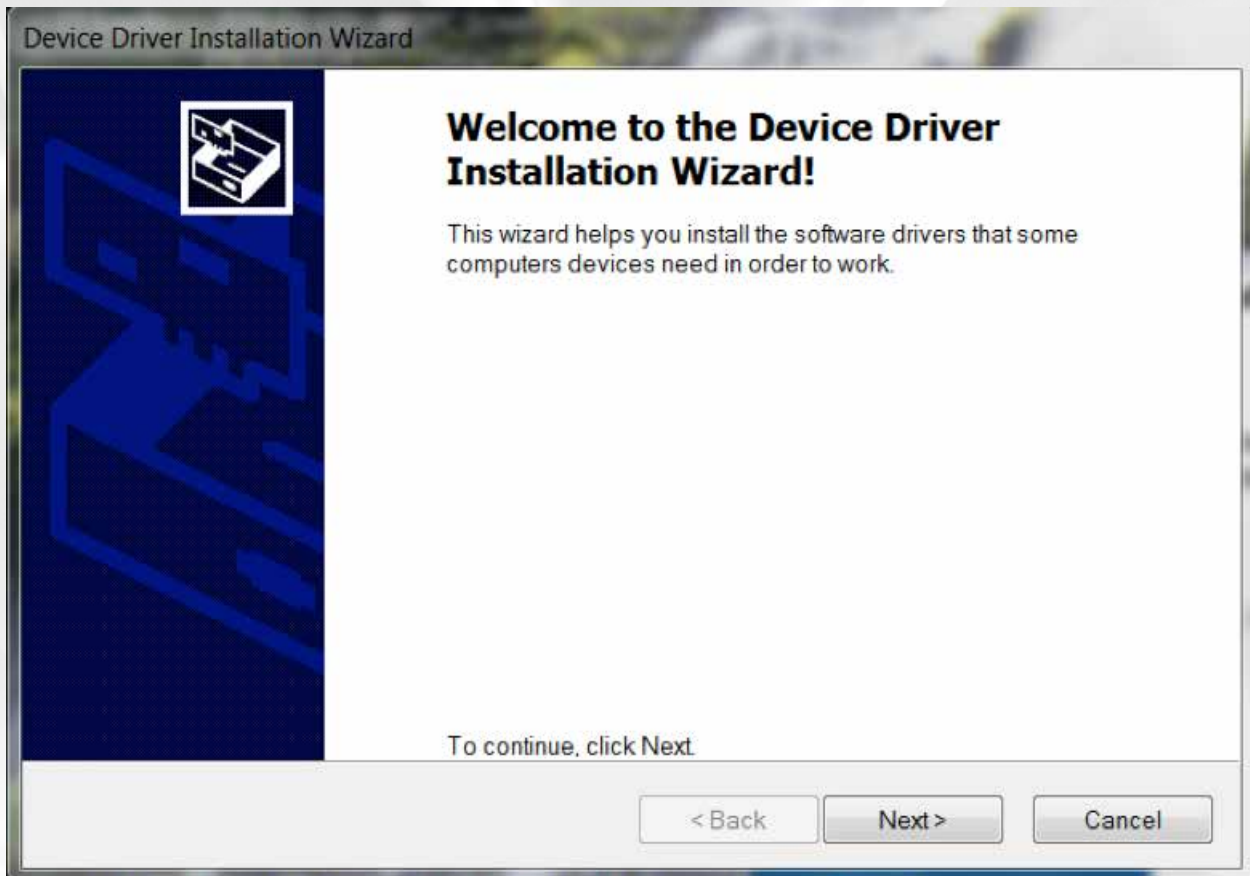 Device Driver Installation Wizard
Welcome to the Device Driver
Installation Wizard!
This wizard helps you install the software drivers that some
computers devices need in order to work.
To continue, click Next.
< Back
Next >
Cancel